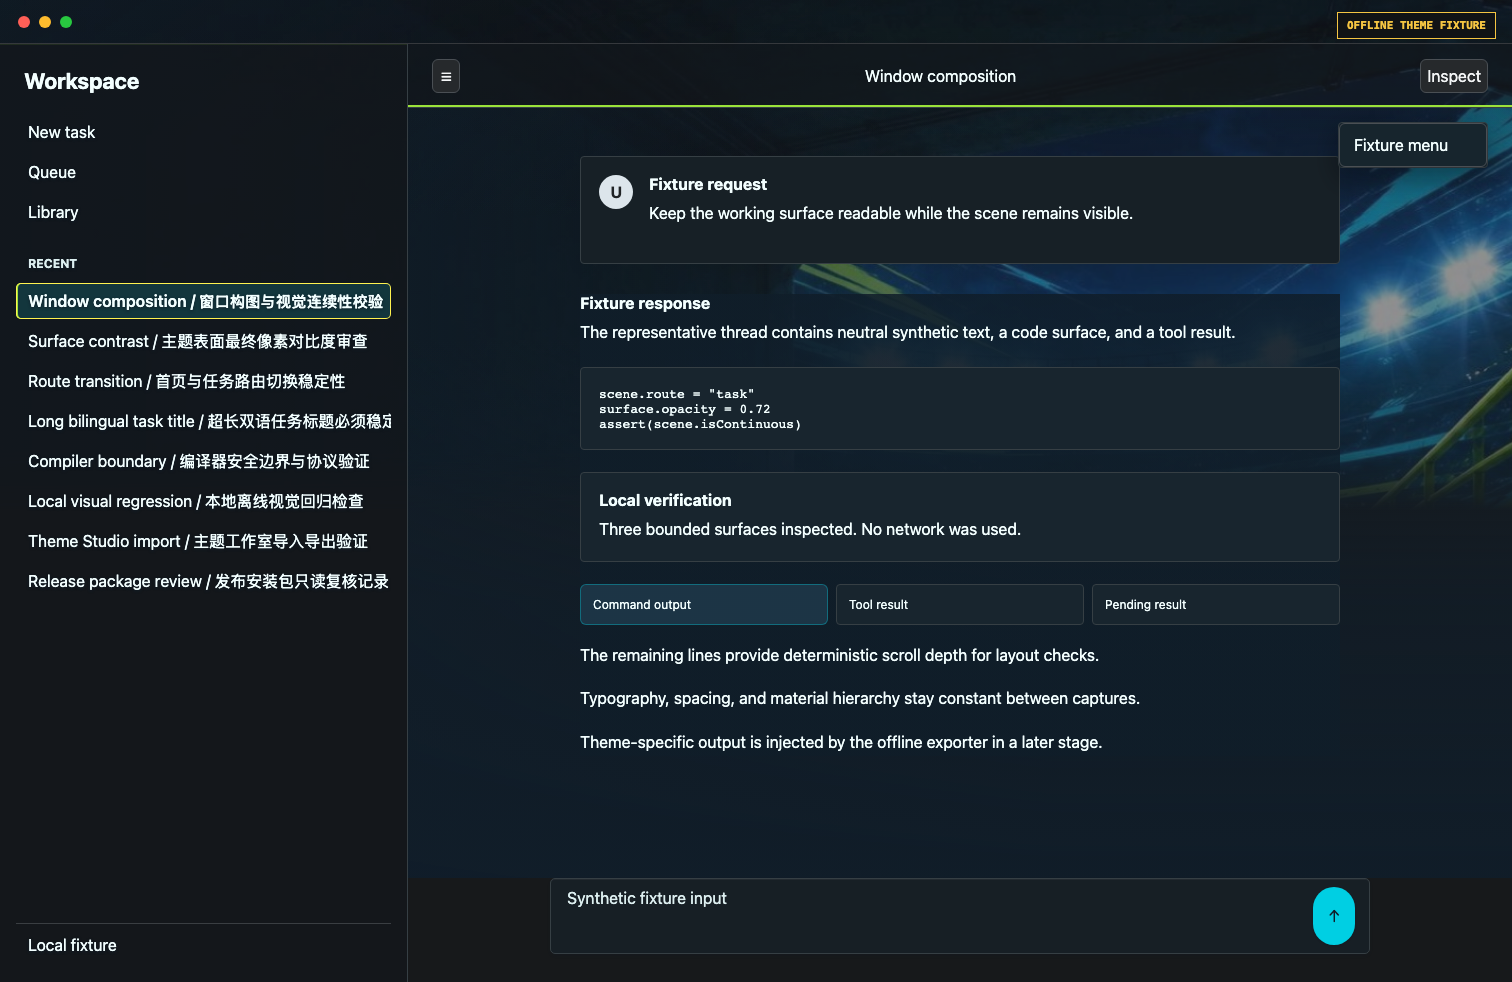 OFFLINE THEME FIXTURE
Workspace
New task
Queue
Library
RECENT
Window composition / 窗口构图与视觉连续性校验
Surface contrast / 主题表面最终像素对比度审查
Route transition / 首页与任务路由切换稳定性
Long bilingual task title / 超长双语任务标题必须稳定
Compiler boundary / 编译器安全边界与协议验证
Local visual regression / 本地离线视觉回归检查
Theme Studio import / 主题工作室导入导出验证
Release package review / 发布安装包只读复核记录
Local fixture
Window composition
Inspect
Fixture menu
U
Fixture request
Keep the working surface readable while the scene remains visible.
Fixture response
The representative thread contains neutral synthetic text, a code surface, and a tool result.
scene.route = "task"
surface.opacity = 0.72
assert(scene.isContinuous)
Local verification
Three bounded surfaces inspected. No network was used.
Command output
Tool result
Pending result
The remaining lines provide deterministic scroll depth for layout checks.
Typography, spacing, and material hierarchy stay constant between captures.
Theme-specific output is injected by the offline exporter in a later stage.
Synthetic fixture input